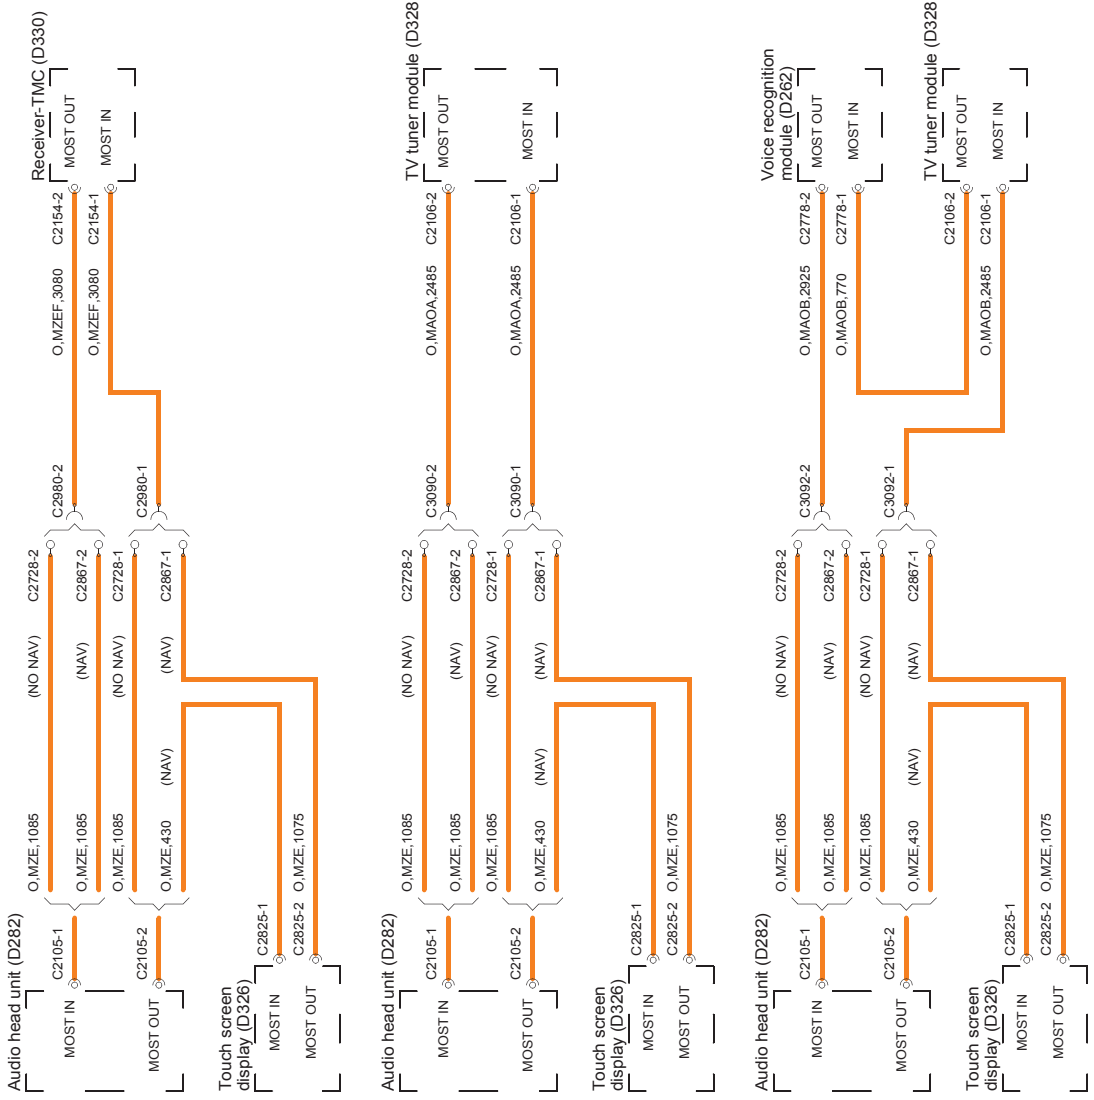 Receiver-TMC (D330)
MOST OUT
MOST IN
C2154-2
C2154-1
O,MZEF,3080
O,MZEF,3080
C2980-2
C2980-1
C2728-2
C2867-2
C2728-1
C2867-1
(NO NAV)
(NAV)
(NO NAV)
(NAV)
(NAV)
O,MZE,1085
O,MZE,1085
O,MZE,1085
O,MZE,430
O,MZE,1075
C2105-1
C2105-2
C2825-1
C2825-2
Audio head unit (D282)
MOST IN
MOST OUT
Touch screen
display (D326)
MOST IN
MOST OUT
TV tuner module (D328
MOST OUT
MOST IN
C2106-2
C2106-1
O,MAOA,2485
O,MAOA,2485
C3090-2
C3090-1
C2728-2
C2867-2
C2728-1
C2867-1
(NO NAV)
(NAV)
(NO NAV)
(NAV)
(NAV)
O,MZE,1085
O,MZE,1085
O,MZE,1085
O,MZE,430
O,MZE,1075
C2105-1
C2105-2
C2825-1
C2825-2
Audio head unit (D282)
MOST IN
MOST OUT
Touch screen
display (D326)
MOST IN
MOST OUT
Voice recognition
module (D262)
MOST OUT
MOST IN
TV tuner module (D328
MOST OUT
MOST IN
C2778-2
C2778-1
C2106-2
C2106-1
O,MAOB,2925
O,MAOB,770
O,MAOB,2485
C3092-2
C3092-1
C2728-2
C2867-2
C2728-1
C2867-1
(NO NAV)
(NAV)
(NO NAV)
(NAV)
(NAV)
O,MZE,1085
O,MZE,1085
O,MZE,1085
O,MZE,430
O,MZE,1075
C2105-1
C2105-2
C2825-1
C2825-2
Audio head unit (D282)
MOST IN
MOST OUT
Touch screen
display (D326)
MOST IN
MOST OUT